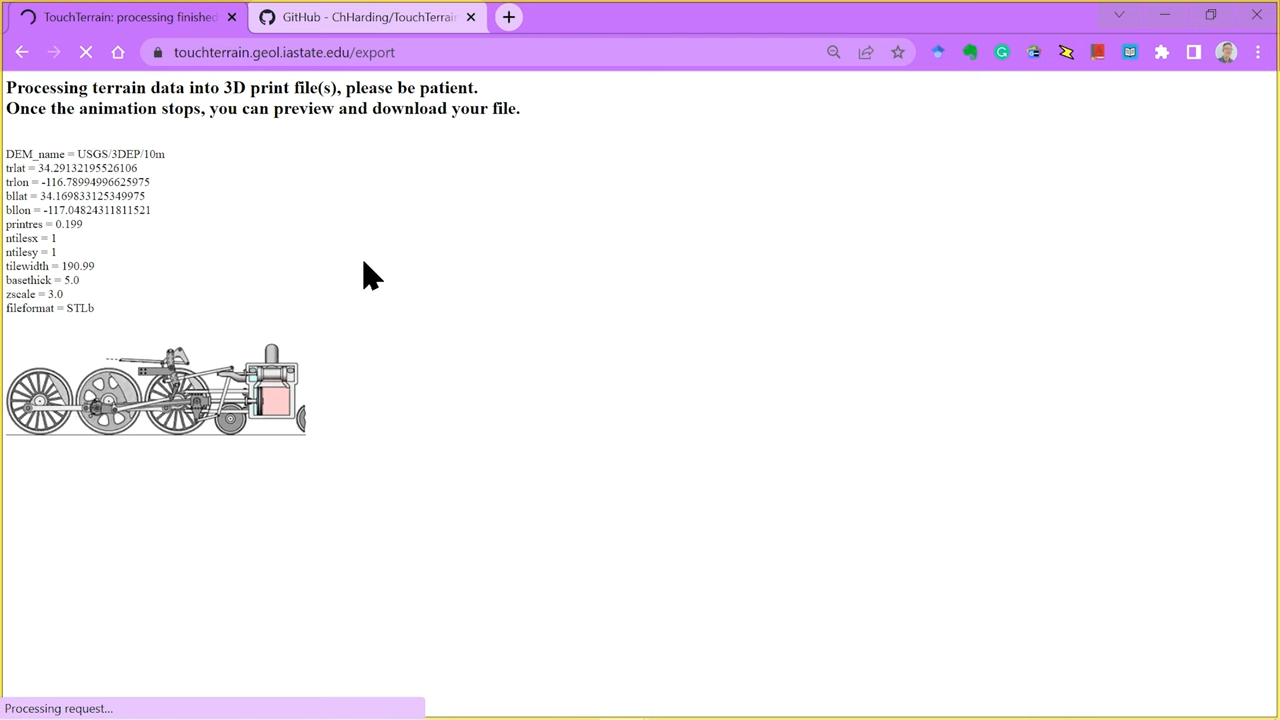 TouchTerrain: processing finished
GitHub - ChHarding/TouchTerrain
touchterrain.geol.iastate.edu/export
Processing terrain data into 3D print file(s), please be patient.
Once the animation stops, you can preview and download your file.
DEM_name = USGS/3DEP/10m
trlat = 34.29132195526106
trlon = -116.78994996625975
bllat = 34.169833125349975
bllon = -117.04824311811521
printres = 0.199
ntilesx = 1
ntilesy = 1
tilewidth = 190.99
basethick = 5.0
zscale = 3.0
fileformat = STLb
Processing request...